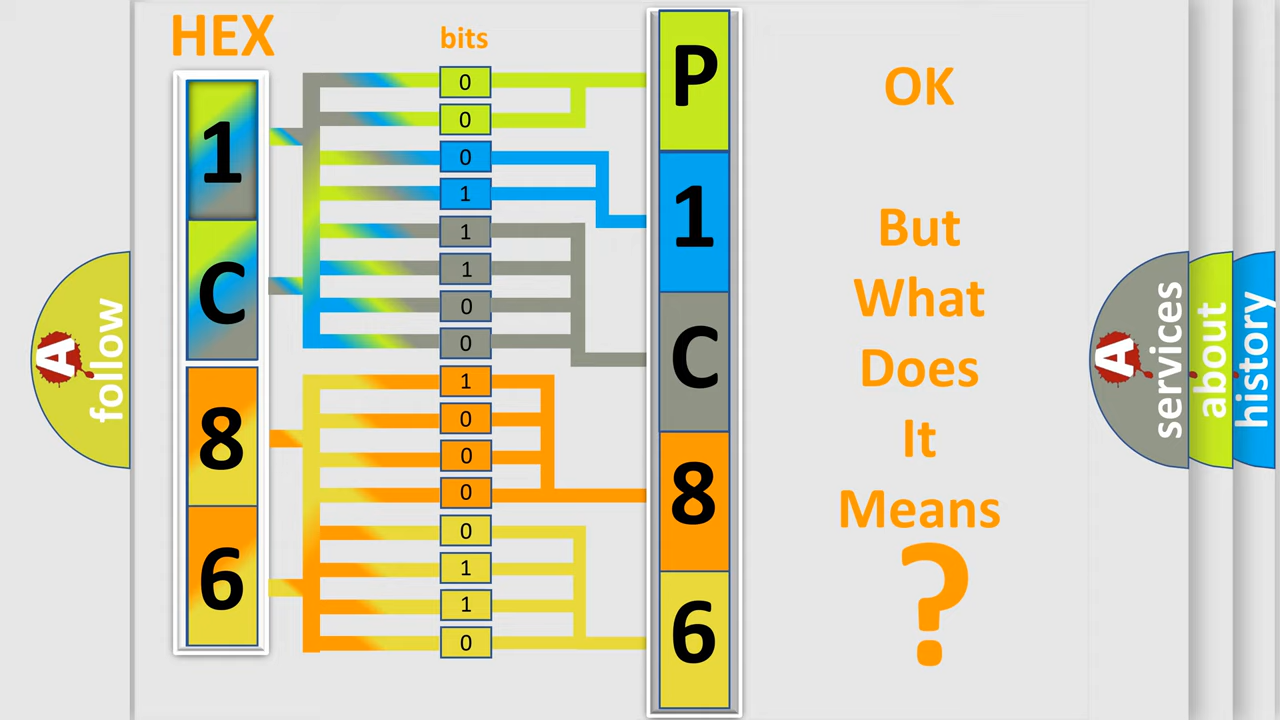 HEX
bits
1
C
8
6
0
0
0
1
1
1
0
0
1
0
0
0
0
1
1
0
P
1
C
8
6
OK
But
What
Does
It
Means
?
A
follow
A
services
about
history